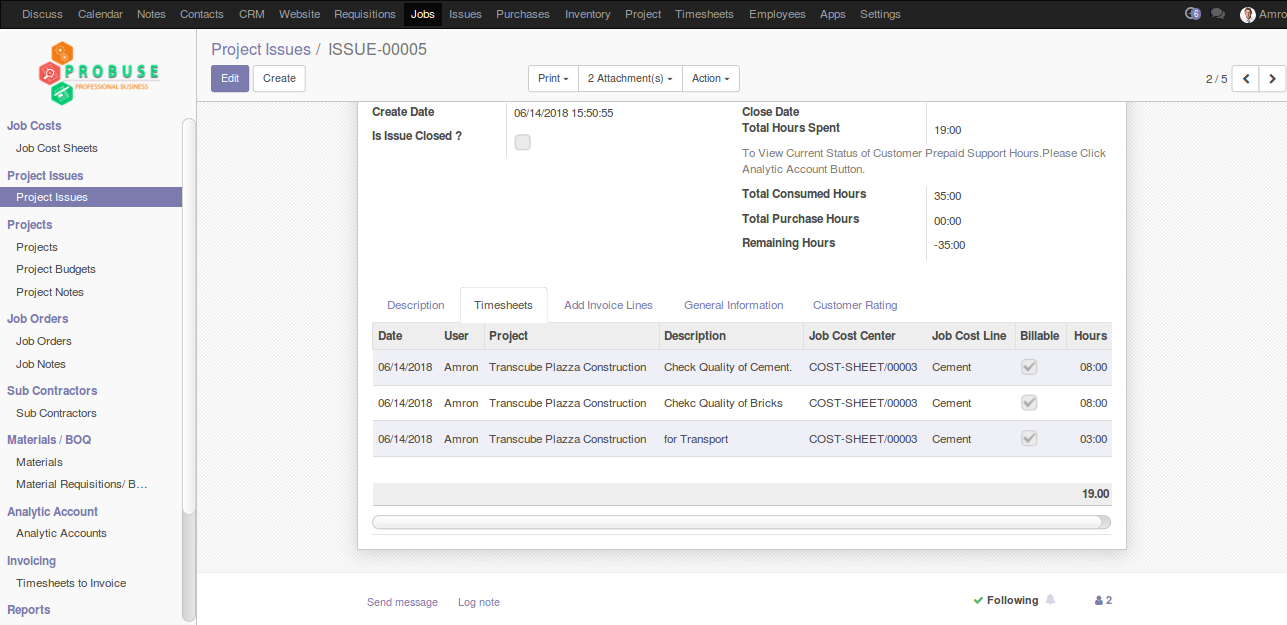 Discuss Calendar Notes Contacts CRM Website Requisitions Jobs Issues Purchases Inventory Project Timesheets Employees Apps Settings 6 Amro
PROBUSE
PROFESSIONAL BUSINESS
Job Costs
Job Cost Sheets
Project Issues
Project Issues
Projects
Projects
Project Budgets
Project Notes
Job Orders
Job Orders
Job Notes
Sub Contractors
Sub Contractors
Materials / BOQ
Materials
Material Requisitions/ B...
Analytic Account
Analytic Accounts
Invoicing
Timesheets to Invoice
Reports
Project Issues / ISSUE-00005
Edit Create Print 2 Attachment(s) Action 2 / 5
Create Date 06/14/2018 15:50:55
Is Issue Closed ?
Close Date
Total Hours Spent 19:00
To View Current Status of Customer Prepaid Support Hours.Please Click
Analytic Account Button.
Total Consumed Hours 35:00
Total Purchase Hours 00:00
Remaining Hours -35:00
Description Timesheets Add Invoice Lines General Information Customer Rating
Date User Project Description Job Cost Center Job Cost Line Billable Hours
06/14/2018 Amron Transcube Plazza Construction Check Quality of Cement. COST-SHEET/00003 Cement 08:00
06/14/2018 Amron Transcube Plazza Construction Chekc Quality of Bricks COST-SHEET/00003 Cement 08:00
06/14/2018 Amron Transcube Plazza Construction for Transport COST-SHEET/00003 Cement 03:00
19.00
Send message Log note Following 2